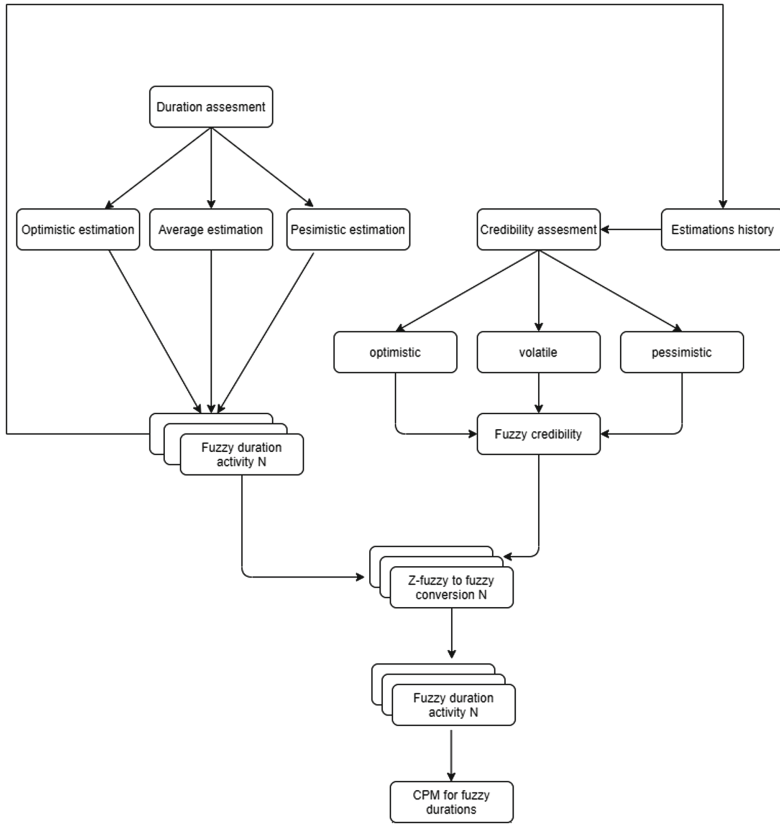 Duration assesment
Optimistic estimation
Average estimation
Pesimistic estimation
Credibility assesment
Estimations history
optimistic
volatile
pessimistic
Fuzzy duration
activity N
Fuzzy credibility
Z-fuzzy to fuzzy
conversion N
Fuzzy duration
activity N
CPM for fuzzy
durations